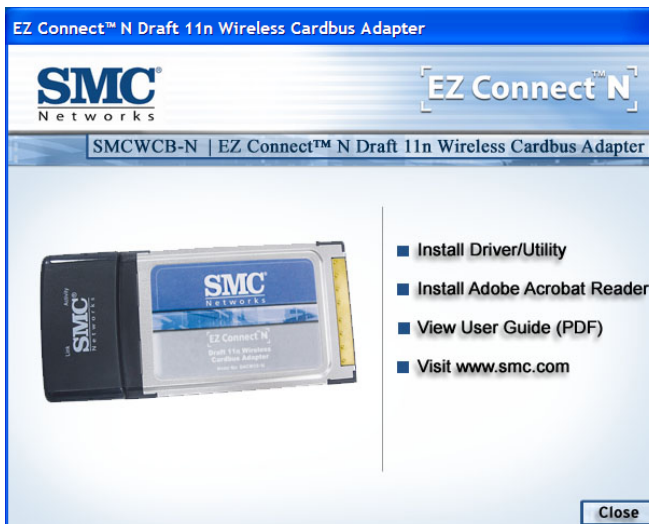 EZ Connect™ N Draft 11n Wireless Cardbus Adapter
SMC®
Networks
EZ Connect™ N
SMCWCB-N | EZ Connect™ N Draft 11n Wireless Cardbus Adapter
Link Activity
SMC®
Networks
SMC®
Networks
EZ Connect N
Draft 11n Wireless
Cardbus Adapter
Install Driver/Utility
Install Adobe Acrobat Reader
View User Guide (PDF)
Visit www.smc.com
Close